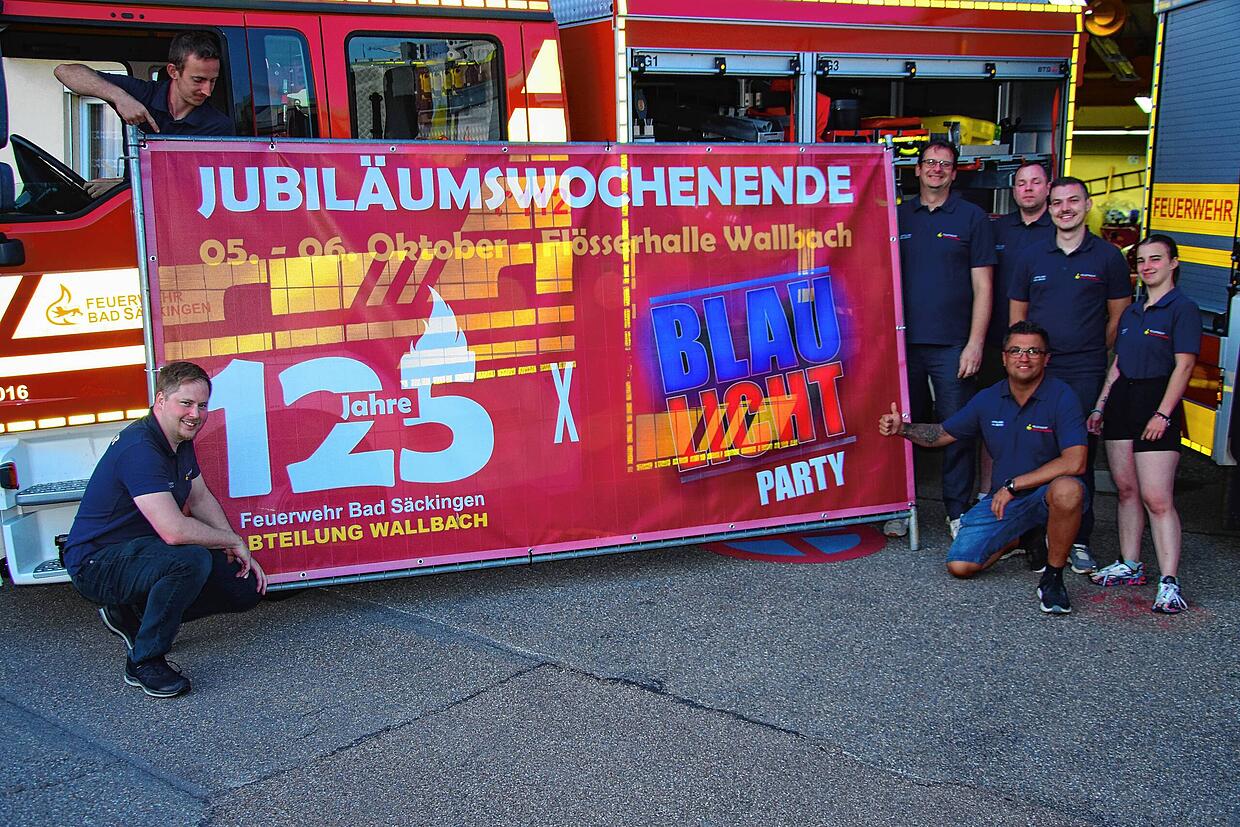 G1
G3
JUBILÄUMSWOCHENENDE
112
05. - 06. Oktober - Flösserhalle Wallbach
FEUERWEHR
BAD SÄCKINGEN
FEUERWEHR
BLAU
LICHT
PARTY
125
Jahre
X
Feuerwehr Bad Säckingen
BTEILUNG WALLBACH
016